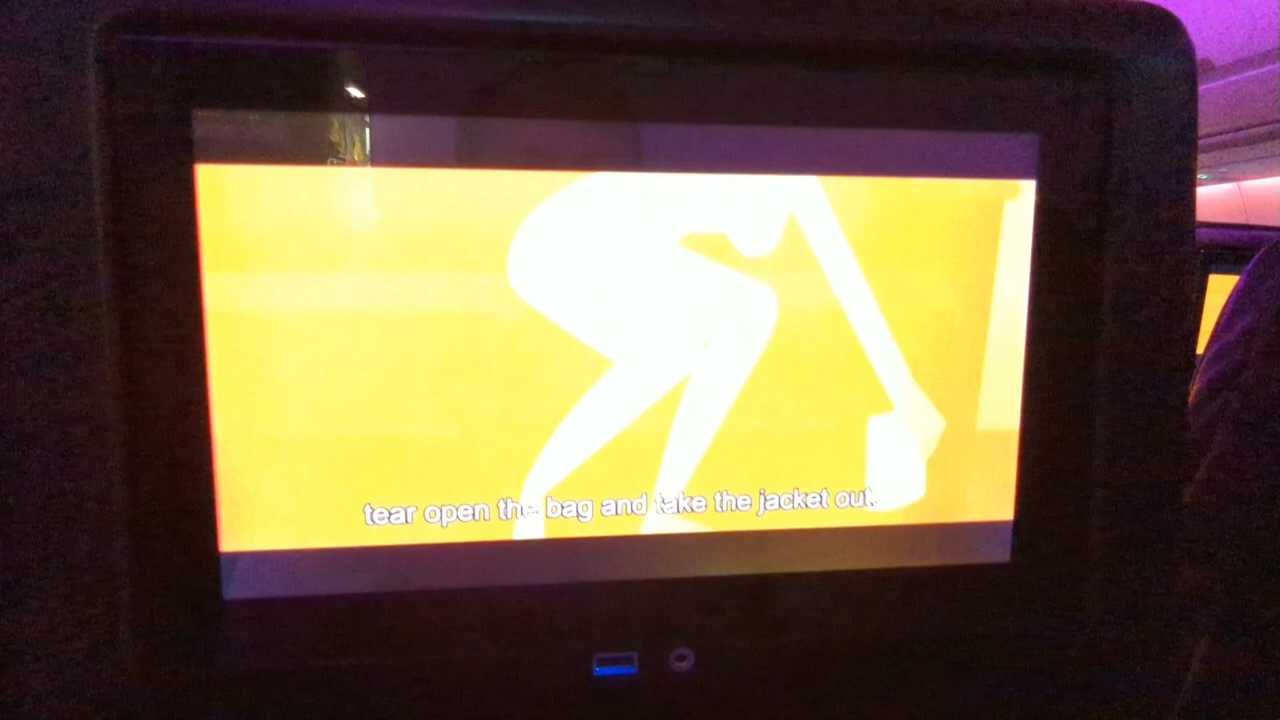 tear open the bag and take the jacket out.